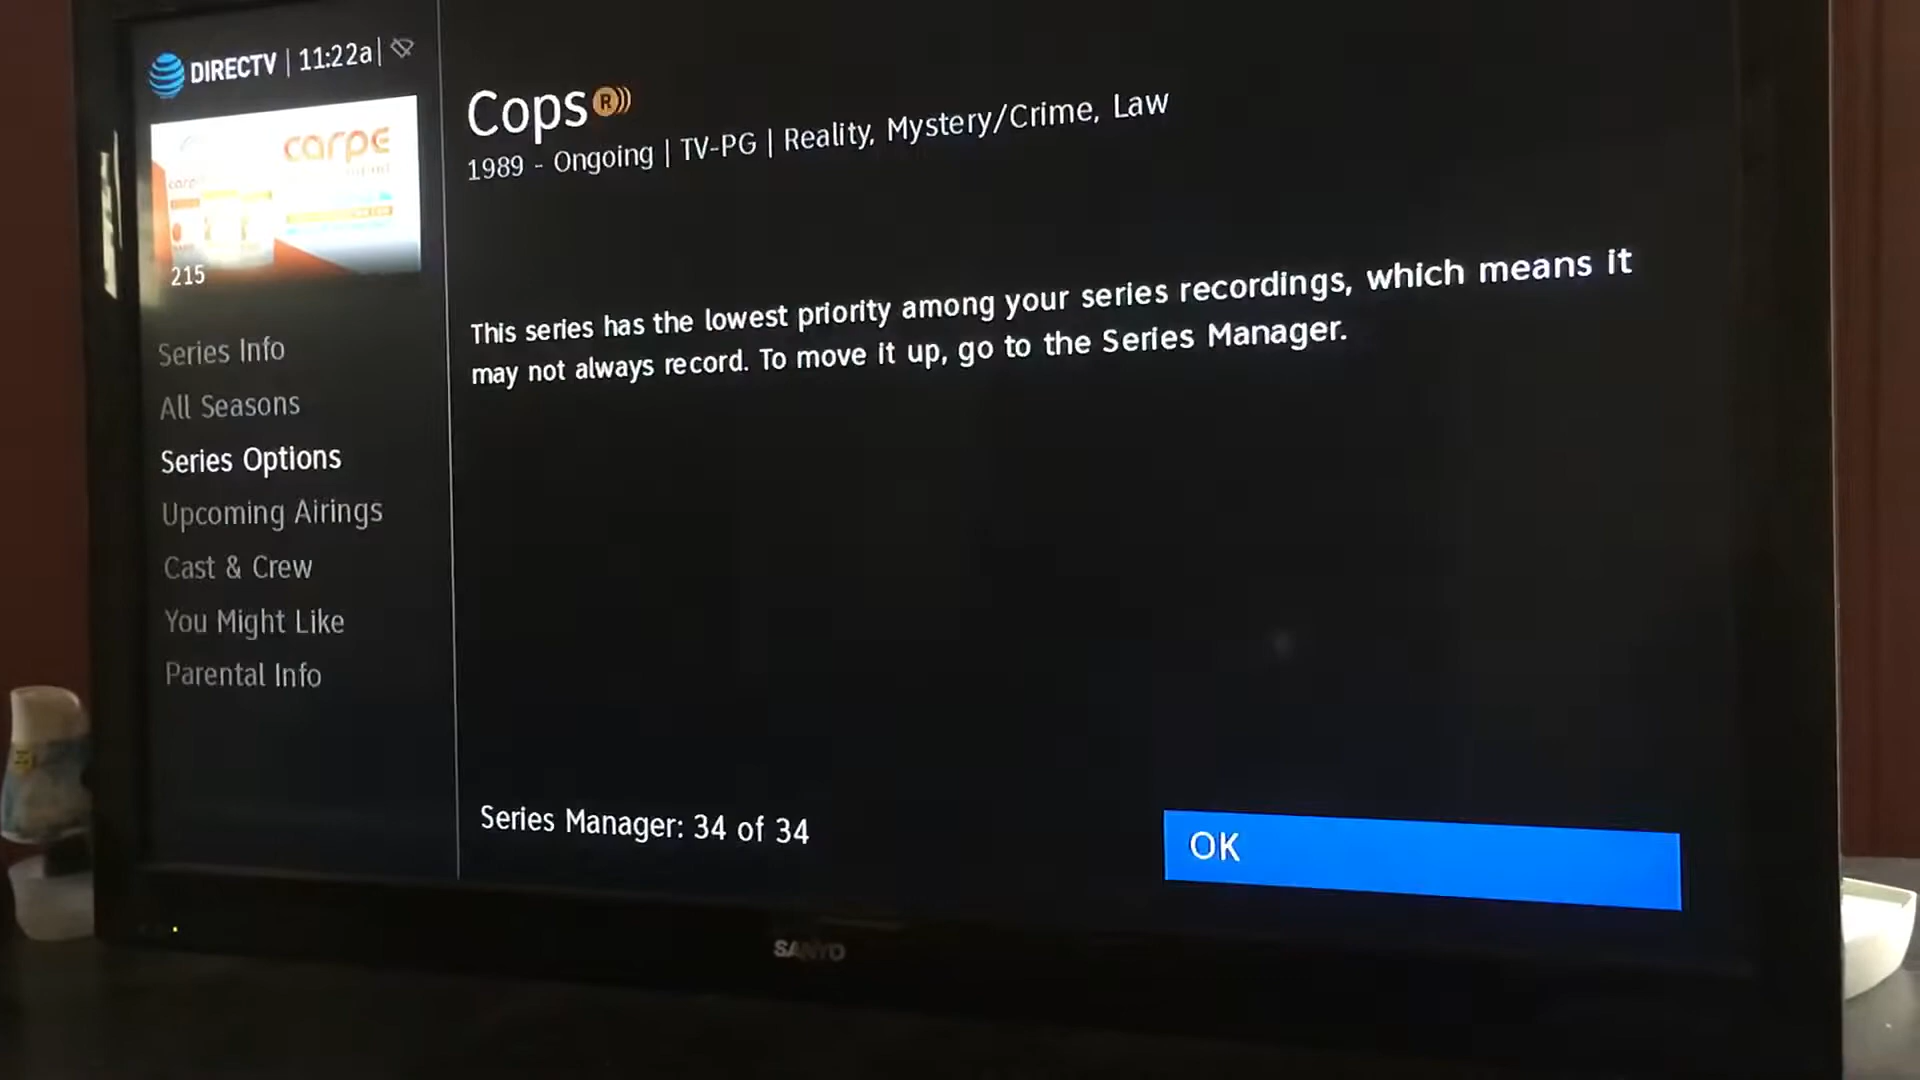 DIRECTV | 11:22a |
carpe
carpe
215
Series Info
All Seasons
Series Options
Upcoming Airings
Cast & Crew
You Might Like
Parental Info
Cops R
1989 - Ongoing | TV-PG | Reality, Mystery/Crime, Law
This series has the lowest priority among your series recordings, which means it
may not always record. To move it up, go to the Series Manager.
Series Manager: 34 of 34
OK
SANYO